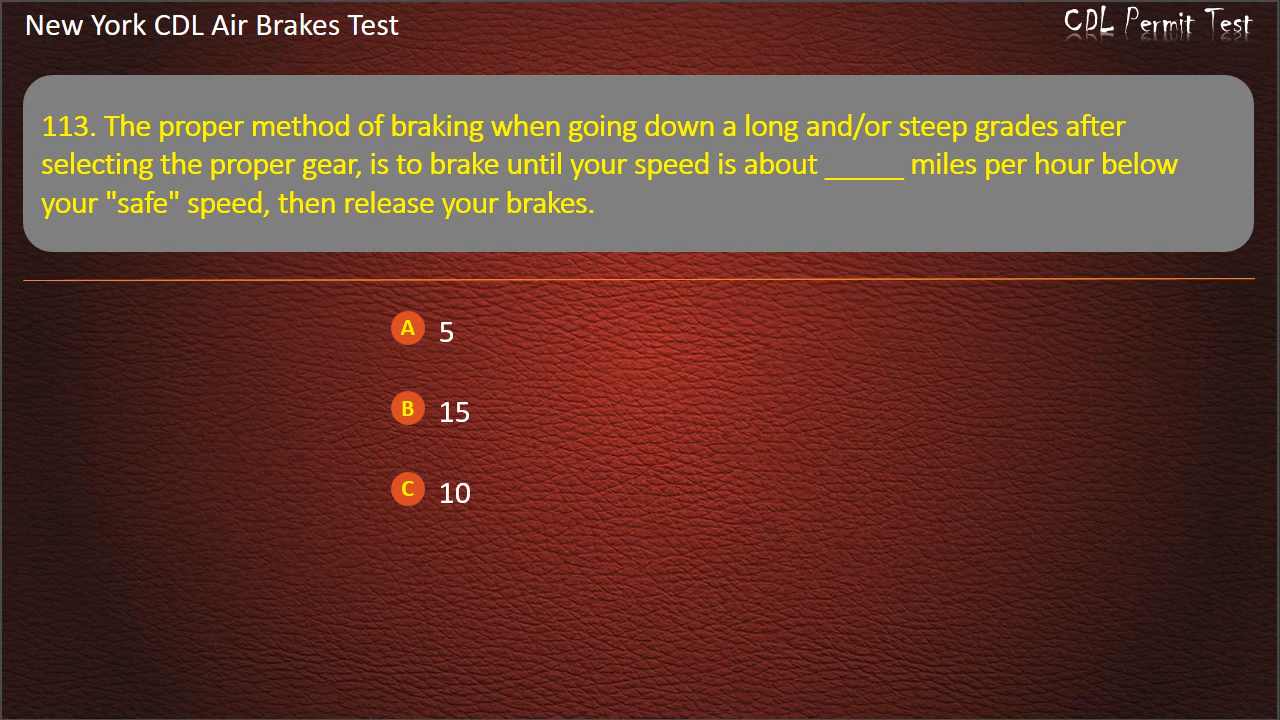 New York CDL Air Brakes Test
CDL Permit Test
113. The proper method of braking when going down a long and/or steep grades after
selecting the proper gear, is to brake until your speed is about _____ miles per hour below
your "safe" speed, then release your brakes.
A 5
B 15
C 10